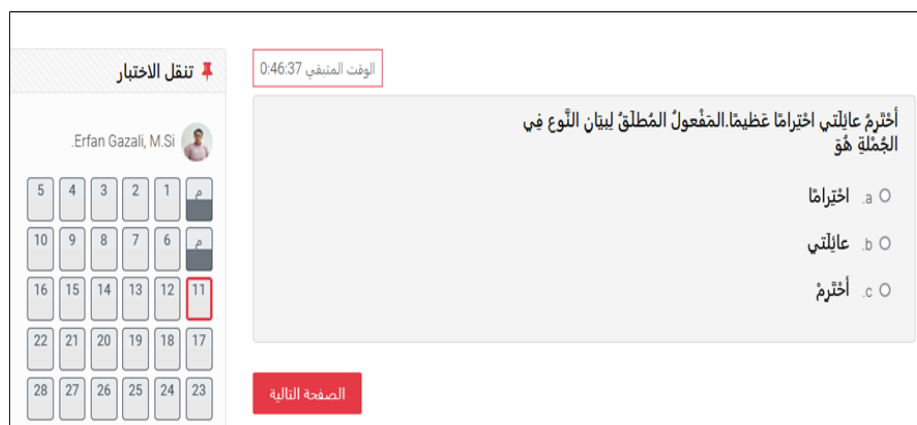 تنقل الاختبار
Erfan Gazali, M.Si.
م 1 2 3 4 5
م 6 7 8 9 10
11 12 13 14 15 16
17 18 19 20 21 22
23 24 25 26 27 28
الوقت المتبقي 0:46:37
أحْتَرِمُ عائِلَتي احْتِرامًا عَظيمًا.المَفْعولُ المُطلَقُ لِبيَانِ النَّوع فِي
الجُمْلةِ هُوَ
a. احْتِرامًا
b. عائِلَتي
c. أحْتَرِمْ
الصفحة التالية